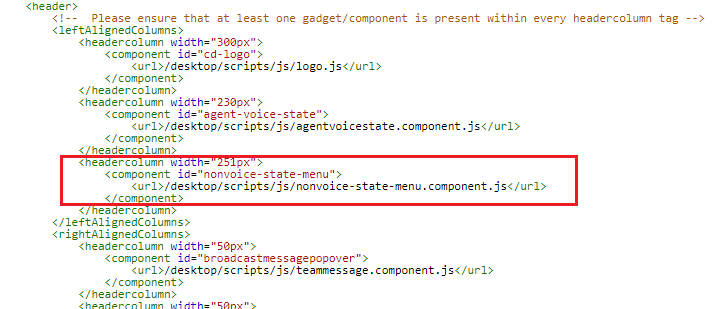 <header>
<!--  Please ensure that at least one gadget/component is present within every headercolumn tag -->
<leftAlignedColumns>
<headercolumn width="300px">
<component id="cd-logo">
<url>/desktop/scripts/js/logo.js</url>
</component>
</headercolumn>
<headercolumn width="230px">
<component id="agent-voice-state">
<url>/desktop/scripts/js/agentvoicestate.component.js</url>
</component>
</headercolumn>
<headercolumn width="251px">
<component id="nonvoice-state-menu">
<url>/desktop/scripts/js/nonvoice-state-menu.component.js</url>
</component>
</headercolumn>
</leftAlignedColumns>
<rightAlignedColumns>
<headercolumn width="50px">
<component id="broadcastmessagepopover">
<url>/desktop/scripts/js/teammessage.component.js</url>
</component>
</headercolumn>
<headercolumn width="50px">